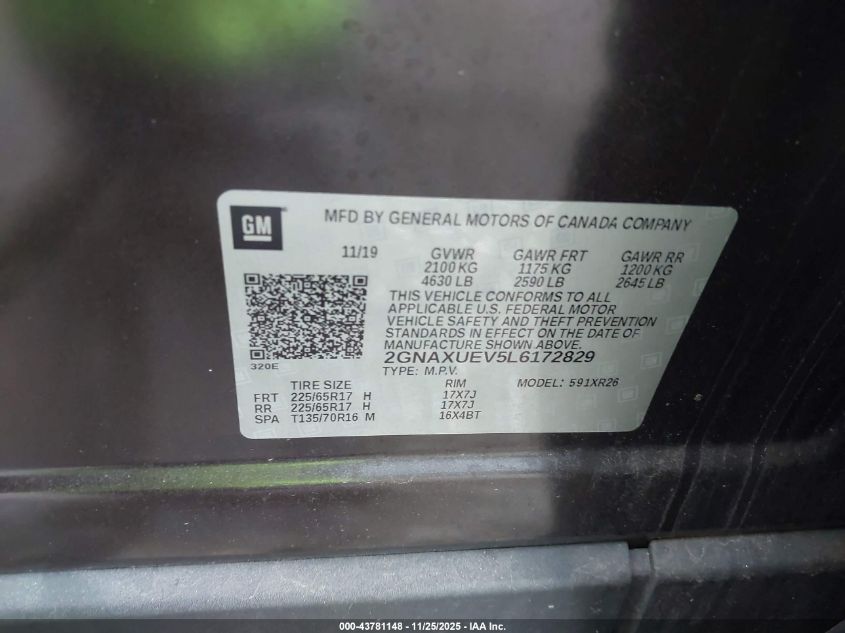 GM
MFD BY GENERAL MOTORS OF CANADA COMPANY
11/19 GVWR GAWR FRT GAWR RR
2100 KG 1175 KG 1200 KG
4630 LB 2590 LB 2645 LB
THIS VEHICLE CONFORMS TO ALL
APPLICABLE U.S. FEDERAL MOTOR
VEHICLE SAFETY AND THEFT PREVENTION
STANDARDS IN EFFECT ON THE DATE OF
MANUFACTURE SHOWN ABOVE.
2GNAXUEV5L6172829
320E
TYPE: M.P.V.
TIRE SIZE RIM MODEL: 591XR26
FRT 225/65R17 H 17X7J
RR 225/65R17 H 17X7J
SPA T135/70R16 M 16X4BT
000-43781148 - 11/25/2025 - IAA Inc.